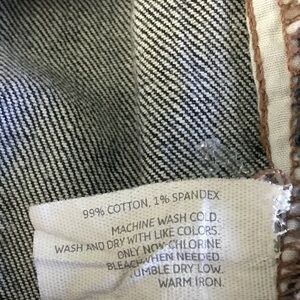 99% COTTON, 1% SPANDEX
MACHINE WASH COLD.
WASH AND DRY WITH LIKE COLORS.
ONLY NON-CHLORINE
BLEACH WHEN NEEDED.
TUMBLE DRY LOW.
WARM IRON.